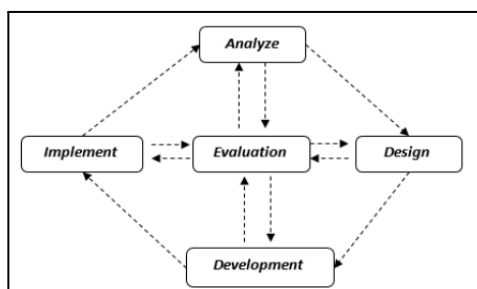 Analyze
Implement
Evaluation
Design
Development